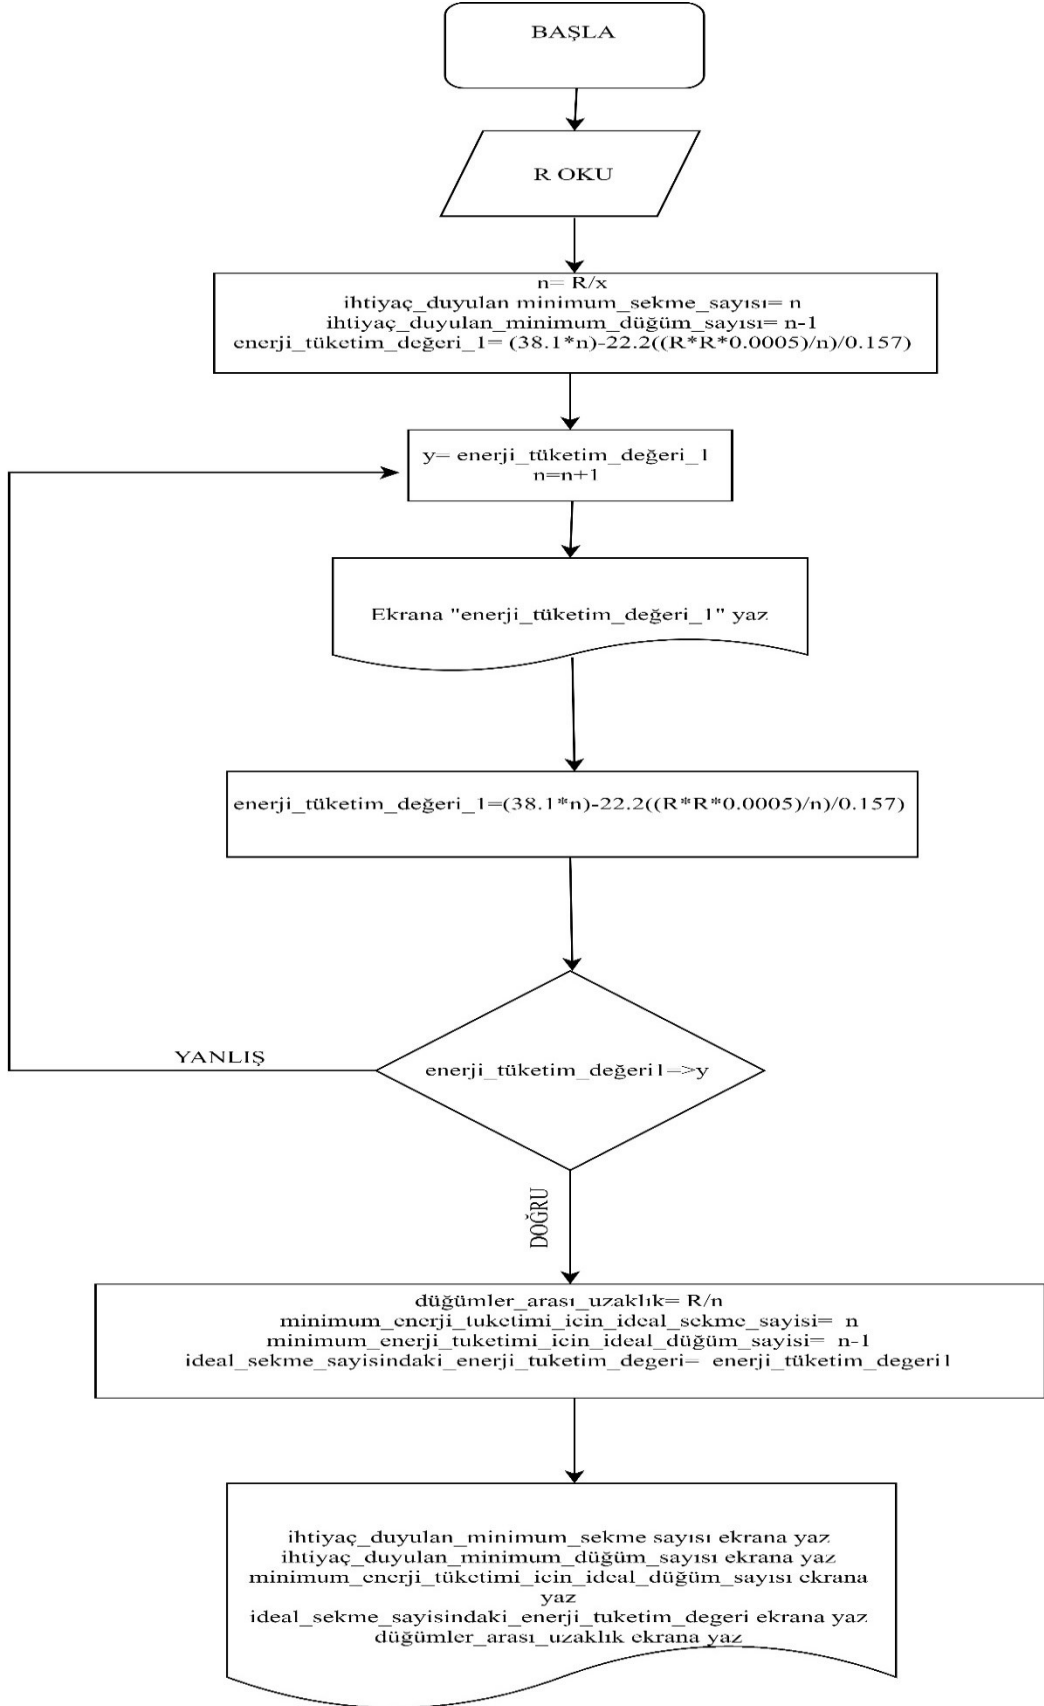 BAŞLA
R OKU
n= R/x
ihtiyaç_duyulan minimum_sekme_sayısı= n
ihtiyaç_duyulan_minimum_düğüm_sayısı= n-1
enerji_tüketim_değeri_1= (38.1*n)-22.2((R*R*0.0005)/n)/0.157)
y= enerji_tüketim_değeri_1
n=n+1
Ekrana "enerji_tüketim_değeri_1" yaz
enerji_tüketim_değeri_1=(38.1*n)-22.2((R*R*0.0005)/n)/0.157)
enerji_tüketim_değeri1=>y
YANLIŞ
DOĞRU
düğümler_arası_uzaklık= R/n
minimum_enerji_tuketimi_icin_ideal_sekme_sayisi= n
minimum_enerji_tuketimi_icin_ideal_düğüm_sayisi= n-1
ideal_sekme_sayisindaki_enerji_tuketim_degeri= enerji_tüketim_degeri1
ihtiyaç_duyulan_minimum_sekme sayısı ekrana yaz
ihtiyaç_duyulan_minimum_düğüm_sayısı ekrana yaz
minimum_enerji_tüketimi_icin_ideal_düğüm_sayısı ekrana
yaz
ideal_sekme_sayisindaki_enerji_tuketim_degeri ekrana yaz
düğümler_arası_uzaklık ekrana yaz